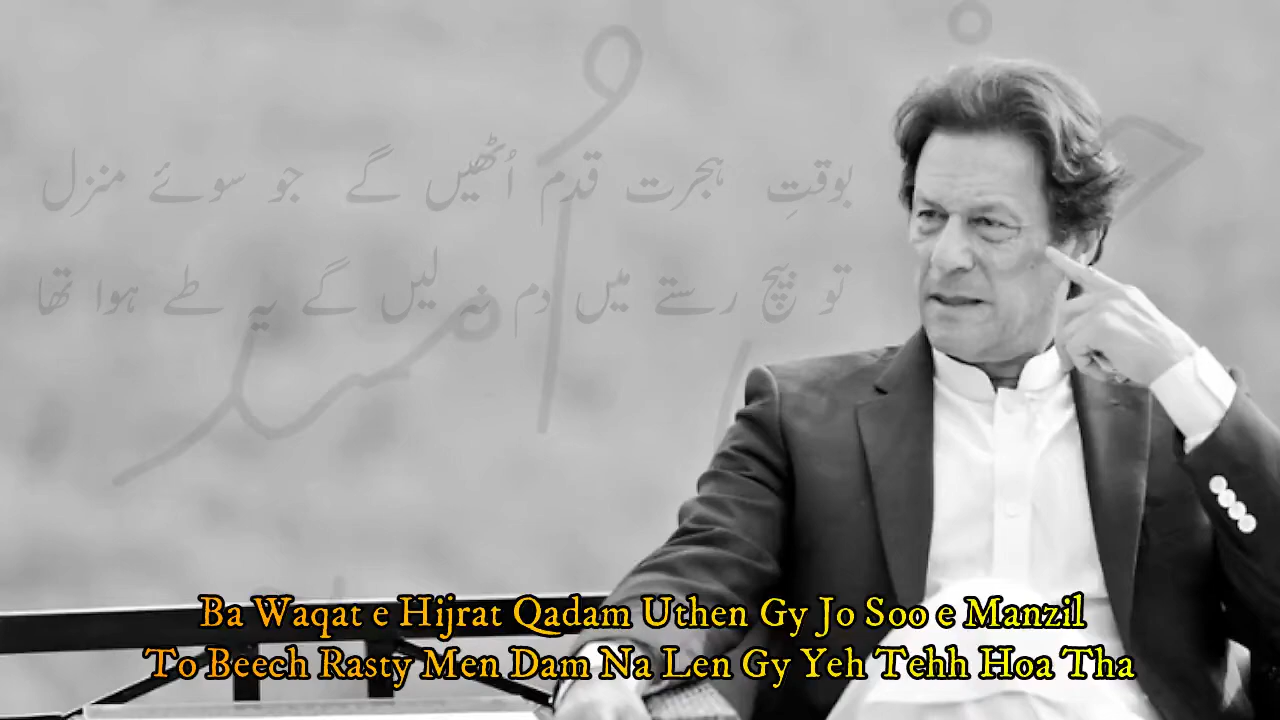 بوقتِ ہجرت قدم اُٹھیں گے جو سوئے منزل
تو بیچ رستے میں دم نہ لیں گے یہ طے ہوا تھا
Ba Waqat e Hijrat Qadam Uthen Gy Jo Soo e Manzil
To Beech Rasty Men Dam Na Len Gy Yeh Tehh Hoa Tha